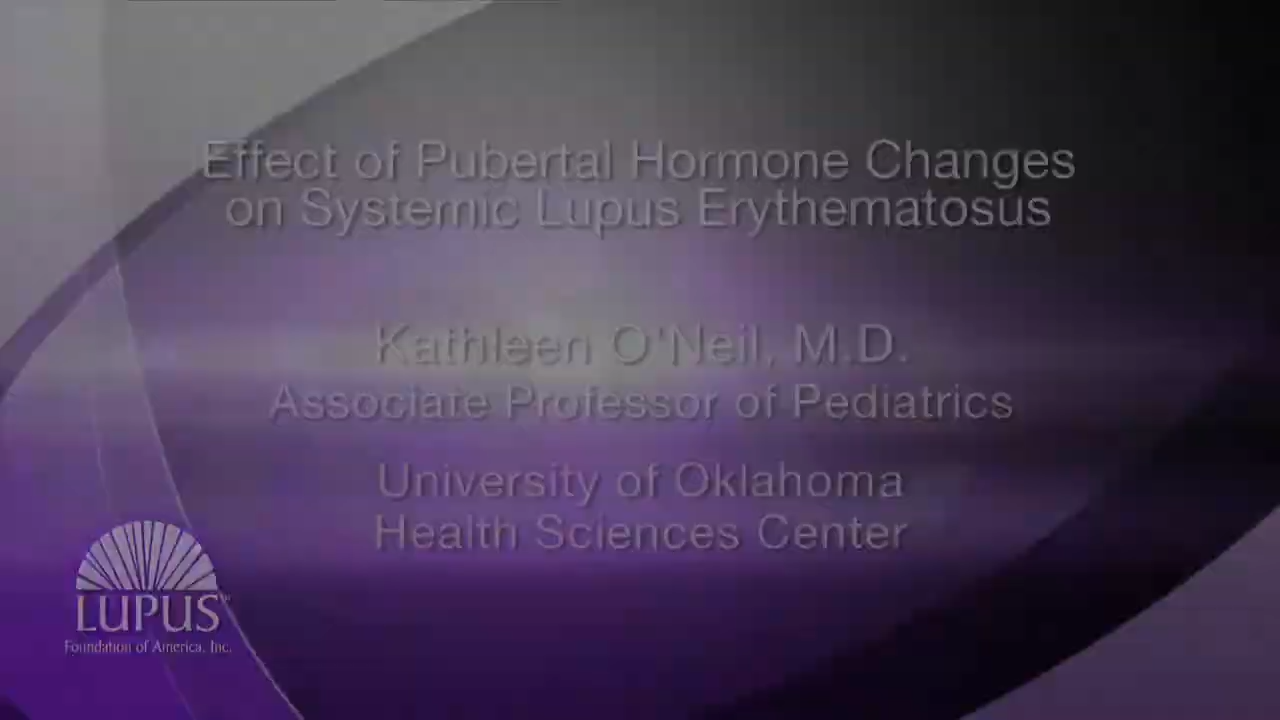 Effect of Pubertal Hormone Changes
on Systemic Lupus Erythematosus
Kathleen O'Neil, M.D.
Associate Professor of Pediatrics
University of Oklahoma
Health Sciences Center
LUPUS™
Foundation of America, Inc.